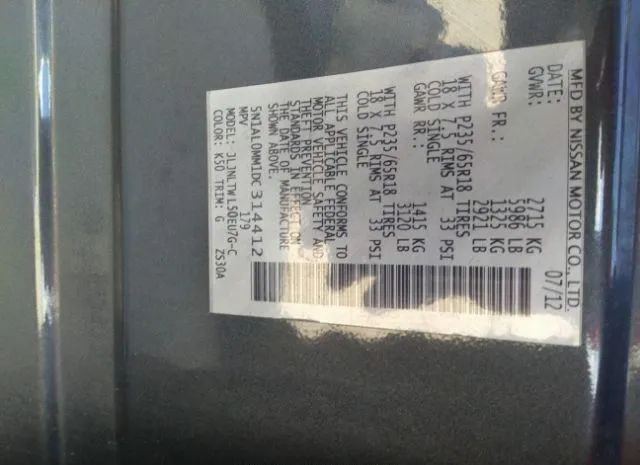 MFD BY NISSAN MOTOR CO., LTD.
DATE: 07/12
GVWR: 2715 KG
5986 LB
GAWR FR.: 1325 KG
2921 LB
WITH P235/65R18 TIRES
18 X 7.5 RIMS AT 33 PSI
COLD SINGLE
GAWR RR.: 1415 KG
3120 LB
WITH P235/65R18 TIRES
18 X 7.5 RIMS AT 33 PSI
COLD SINGLE
THIS VEHICLE CONFORMS TO
ALL APPLICABLE FEDERAL
MOTOR VEHICLE SAFETY AND
THEFT PREVENTION
STANDARDS IN EFFECT ON
THE DATE OF MANUFACTURE
SHOWN ABOVE.
5N1AL0MM1DC314412
MPV 179
MODEL: JLJNLTWL50EU7G-C
COLOR: K50 TRIM: G ZS30A